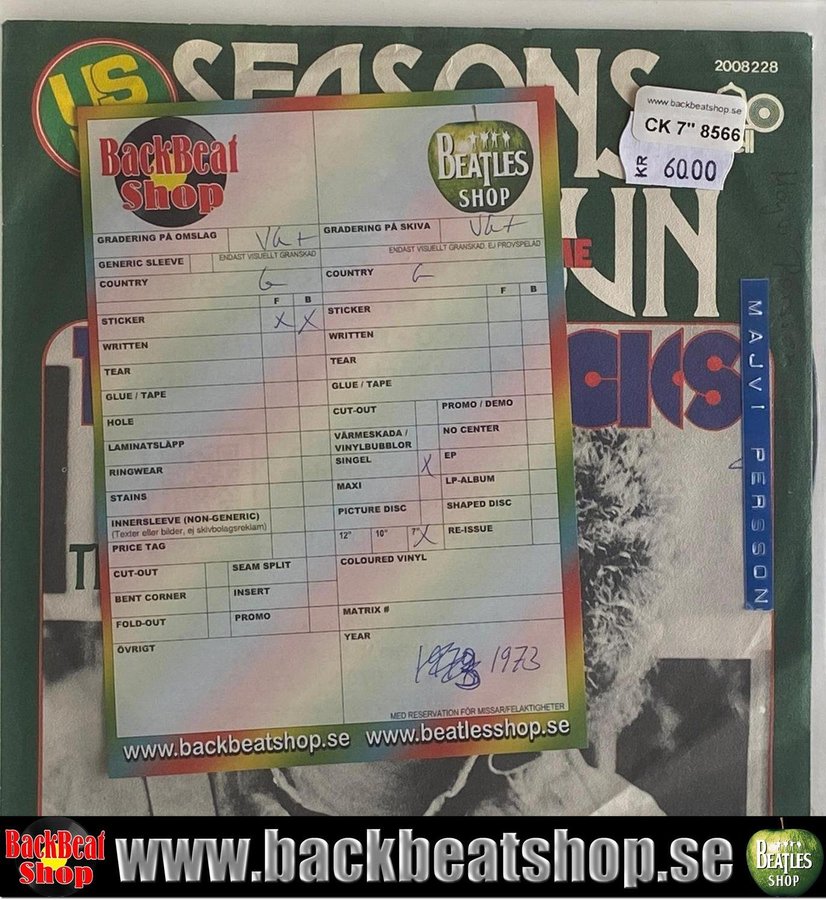 US
SEASONS
2008228
www.backbeatshop.se
CK 7" 8566
KR 60.00
SUN
MAJVI PERSSON
BackBeat
Shop
BEATLES
SHOP
GRADERING PÅ OMSLAG VG+
ENDAST VISUELLT GRANSKAD
GENERIC SLEEVE
COUNTRY G
F B
STICKER X X
WRITTEN
TEAR
GLUE / TAPE
HOLE
LAMINATSLÄPP
RINGWEAR
STAINS
INNERSLEEVE (NON-GENERIC)
(Texter eller bilder, ej skivbolagsreklam)
PRICE TAG
CUT-OUT SEAM SPLIT
BENT CORNER INSERT
FOLD-OUT PROMO
ÖVRIGT
GRADERING PÅ SKIVA VG+
ENDAST VISUELLT GRANSKAD, EJ PROVSPELAD
COUNTRY G
F B
STICKER
WRITTEN
TEAR
GLUE / TAPE
CUT-OUT PROMO / DEMO
VÄRMESKADA / NO CENTER
VINYLBUBBLOR
SINGEL X EP
MAXI LP-ALBUM
PICTURE DISC SHAPED DISC
12" 10" 7" X RE-ISSUE
COLOURED VINYL
MATRIX #
YEAR
1973
MED RESERVATION FÖR MISSAR/FELAKTIGHETER
www.backbeatshop.se www.beatlesshop.se
BackBeat
Shop
www.backbeatshop.se
BEATLES
SHOP